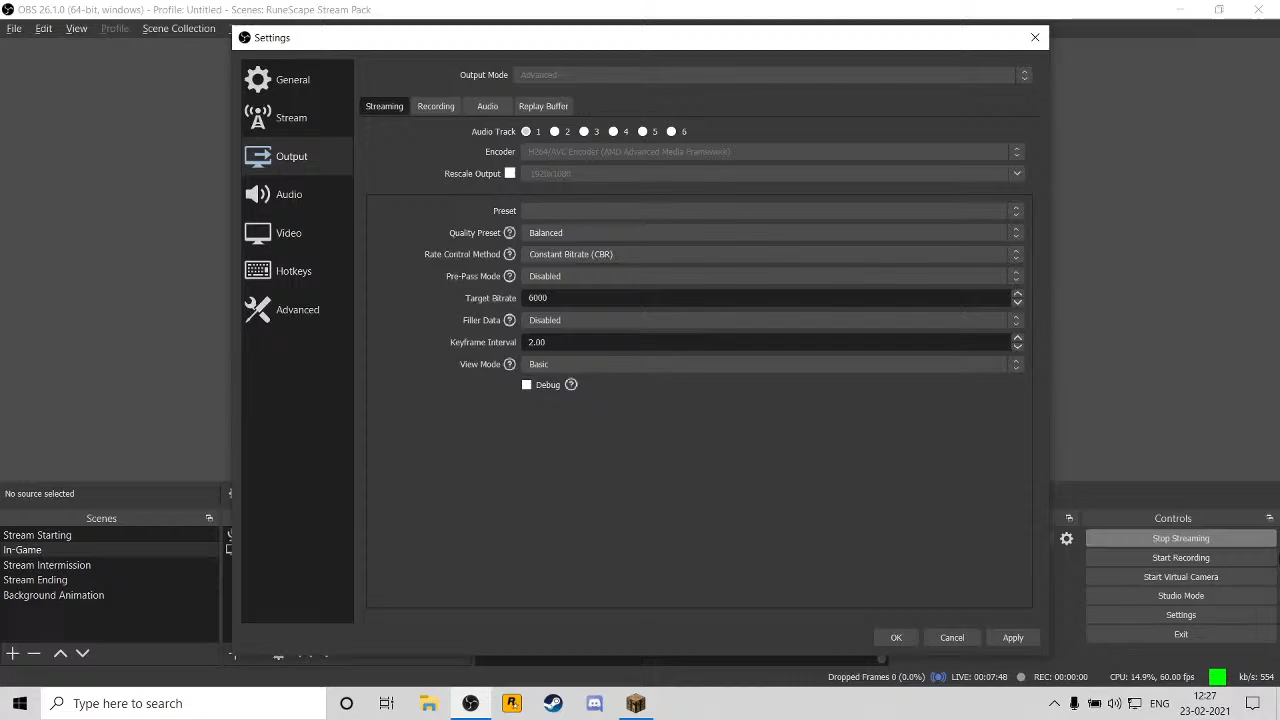 OBS 26.1.0 (64-bit, windows) - Profile: Untitled - Scenes: RuneScape Stream Pack
File Edit View Profile Scene Collection
Settings
General
Stream
Output
Audio
Video
Hotkeys
Advanced
Output Mode Advanced
Streaming Recording Audio Replay Buffer
Audio Track 1 2 3 4 5 6
Encoder H264/AVC Encoder (AMD Advanced Media Framework)
Rescale Output 1920x1080
Preset
Quality Preset ? Balanced
Rate Control Method ? Constant Bitrate (CBR)
Pre-Pass Mode ? Disabled
Target Bitrate 6000
Filler Data ? Disabled
Keyframe Interval 2.00
View Mode ? Basic
Debug ?
OK Cancel Apply
No source selected
Scenes
Stream Starting
In-Game
Stream Intermission
Stream Ending
Background Animation
Controls
Stop Streaming
Start Recording
Start Virtual Camera
Studio Mode
Settings
Exit
Dropped Frames 0 (0.0%) LIVE: 00:07:48 REC: 00:00:00 CPU: 14.9%, 60.00 fps kb/s: 554
Type here to search
ENG
12:27
23-02-2021